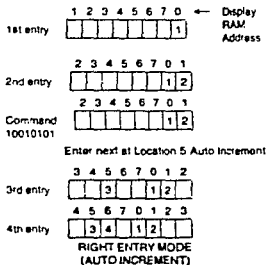 1 2 3 4 5 6 7 0 ← Display RAM Address
1st entry 1
2 3 4 5 6 7 0 1
2nd entry 1 2
2 3 4 5 6 7 0 1
Command 10010101 1 2
Enter next at Location 5 Auto Increment
3 4 5 6 7 0 1 2
3rd entry 3 1 2
4 5 6 7 0 1 2 3
4th entry 3 4 1 2
RIGHT ENTRY MODE
(AUTO INCREMENT)